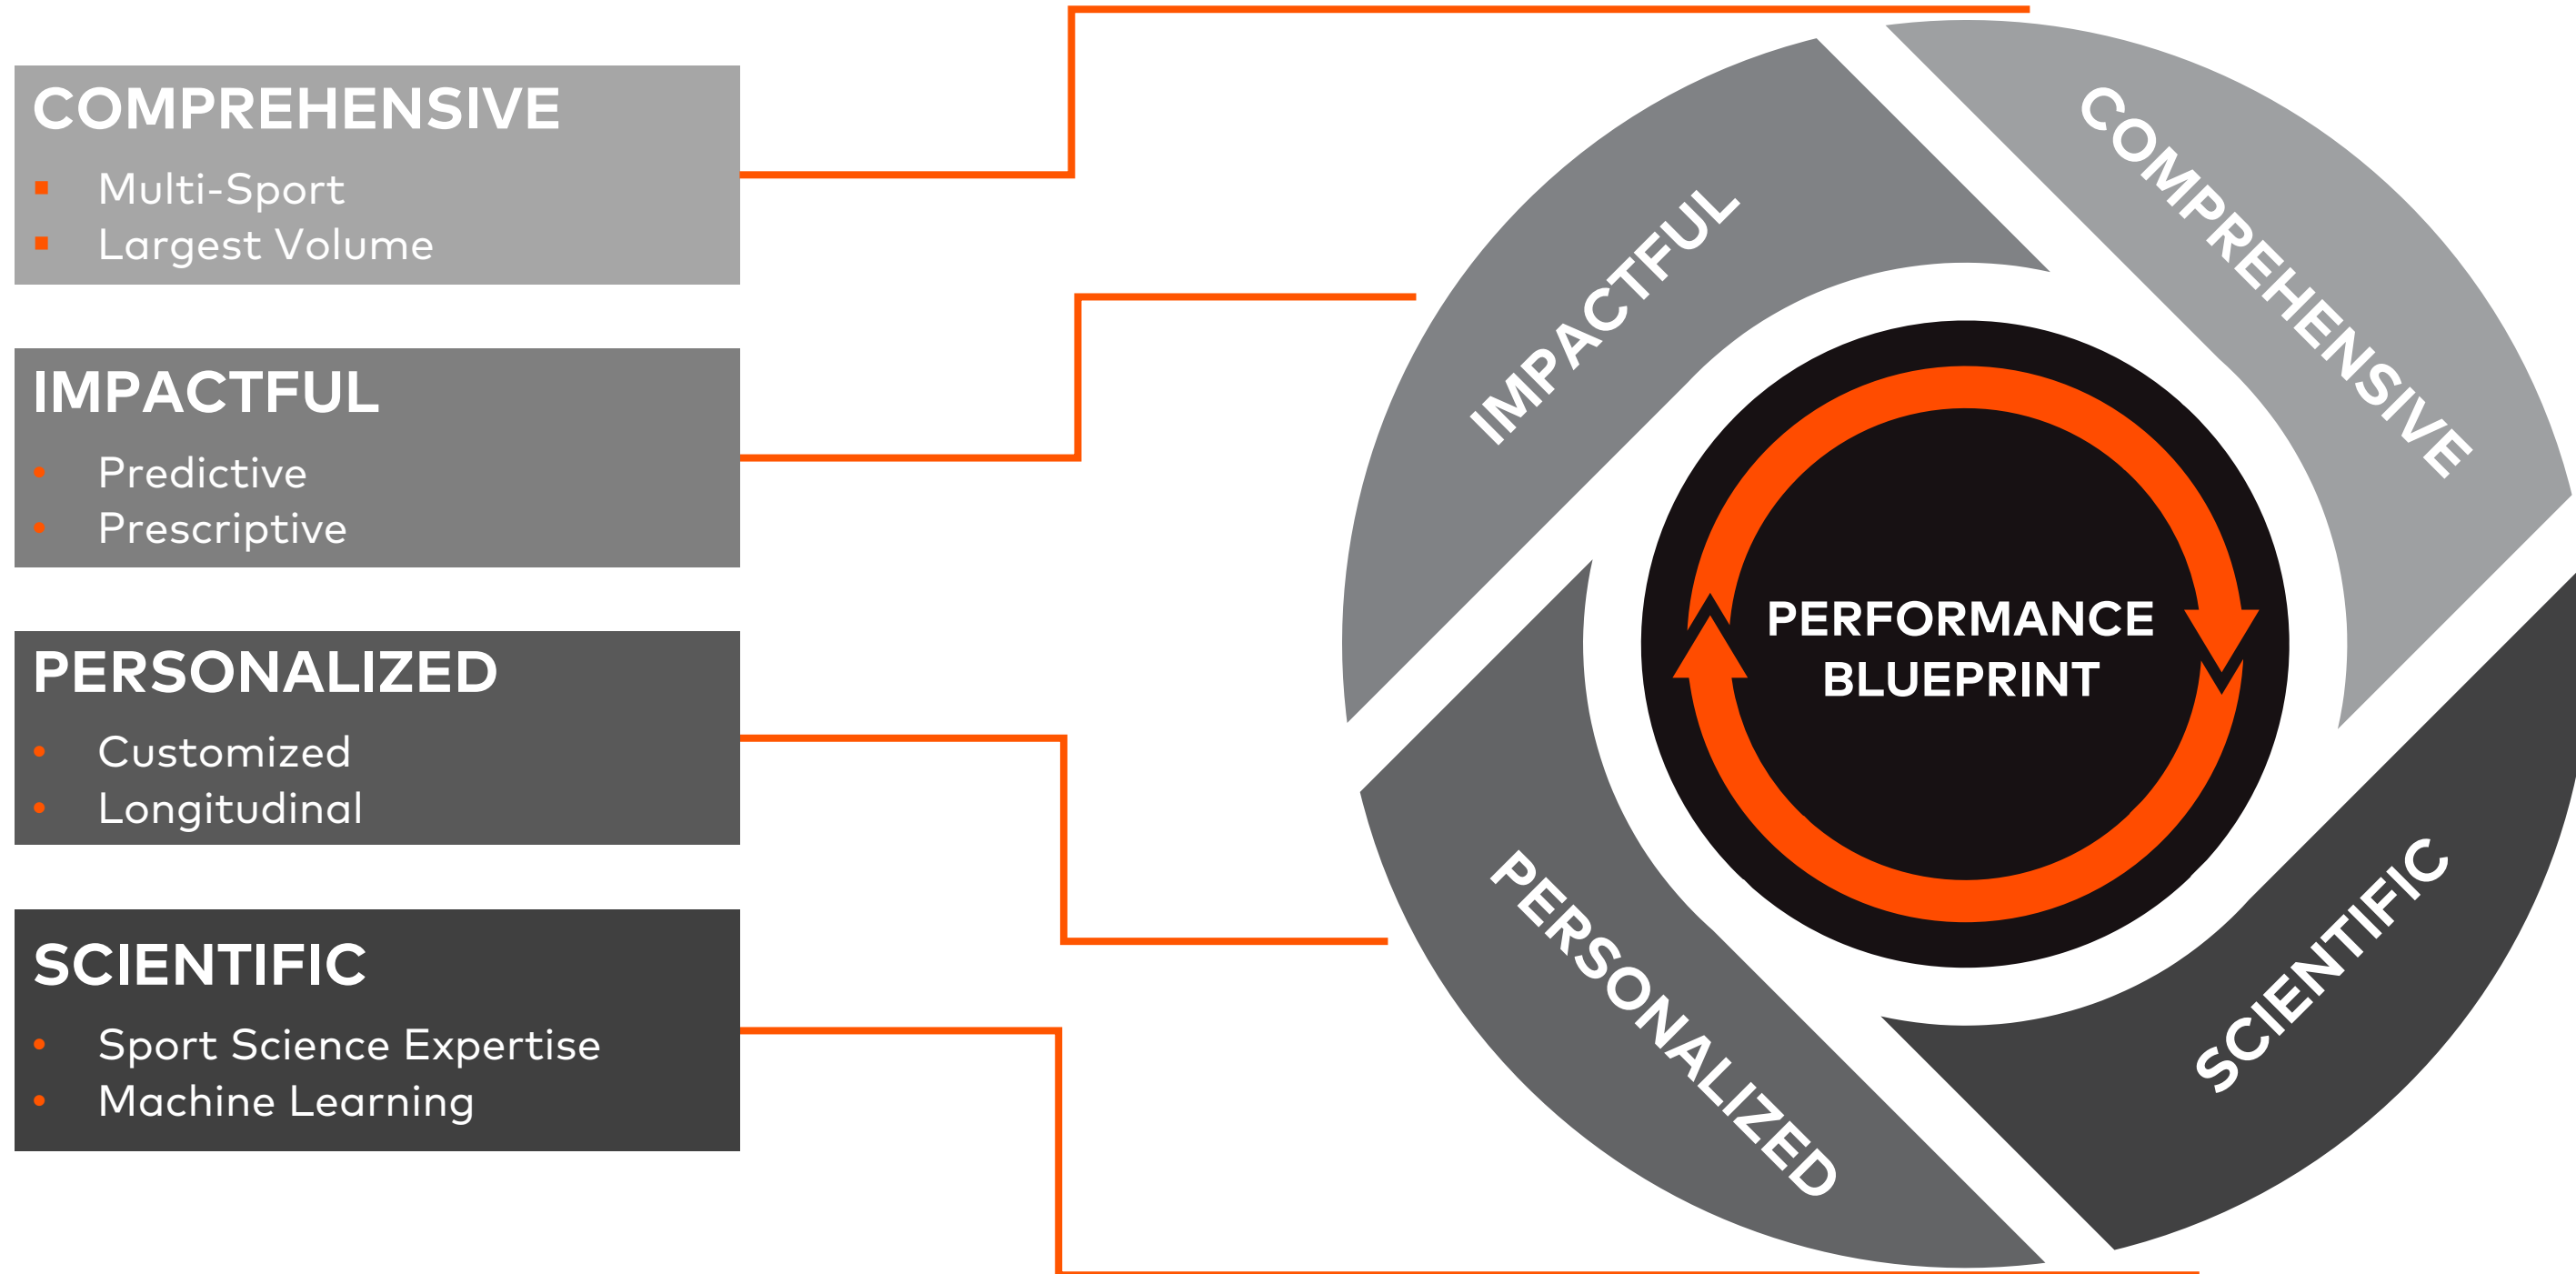 COMPREHENSIVE
▪ Multi-Sport
▪ Largest Volume
IMPACTFUL
• Predictive
• Prescriptive
PERSONALIZED
• Customized
• Longitudinal
SCIENTIFIC
• Sport Science Expertise
• Machine Learning
IMPACTFUL
COMPREHENSIVE
PERFORMANCE
BLUEPRINT
PERSONALIZED
SCIENTIFIC